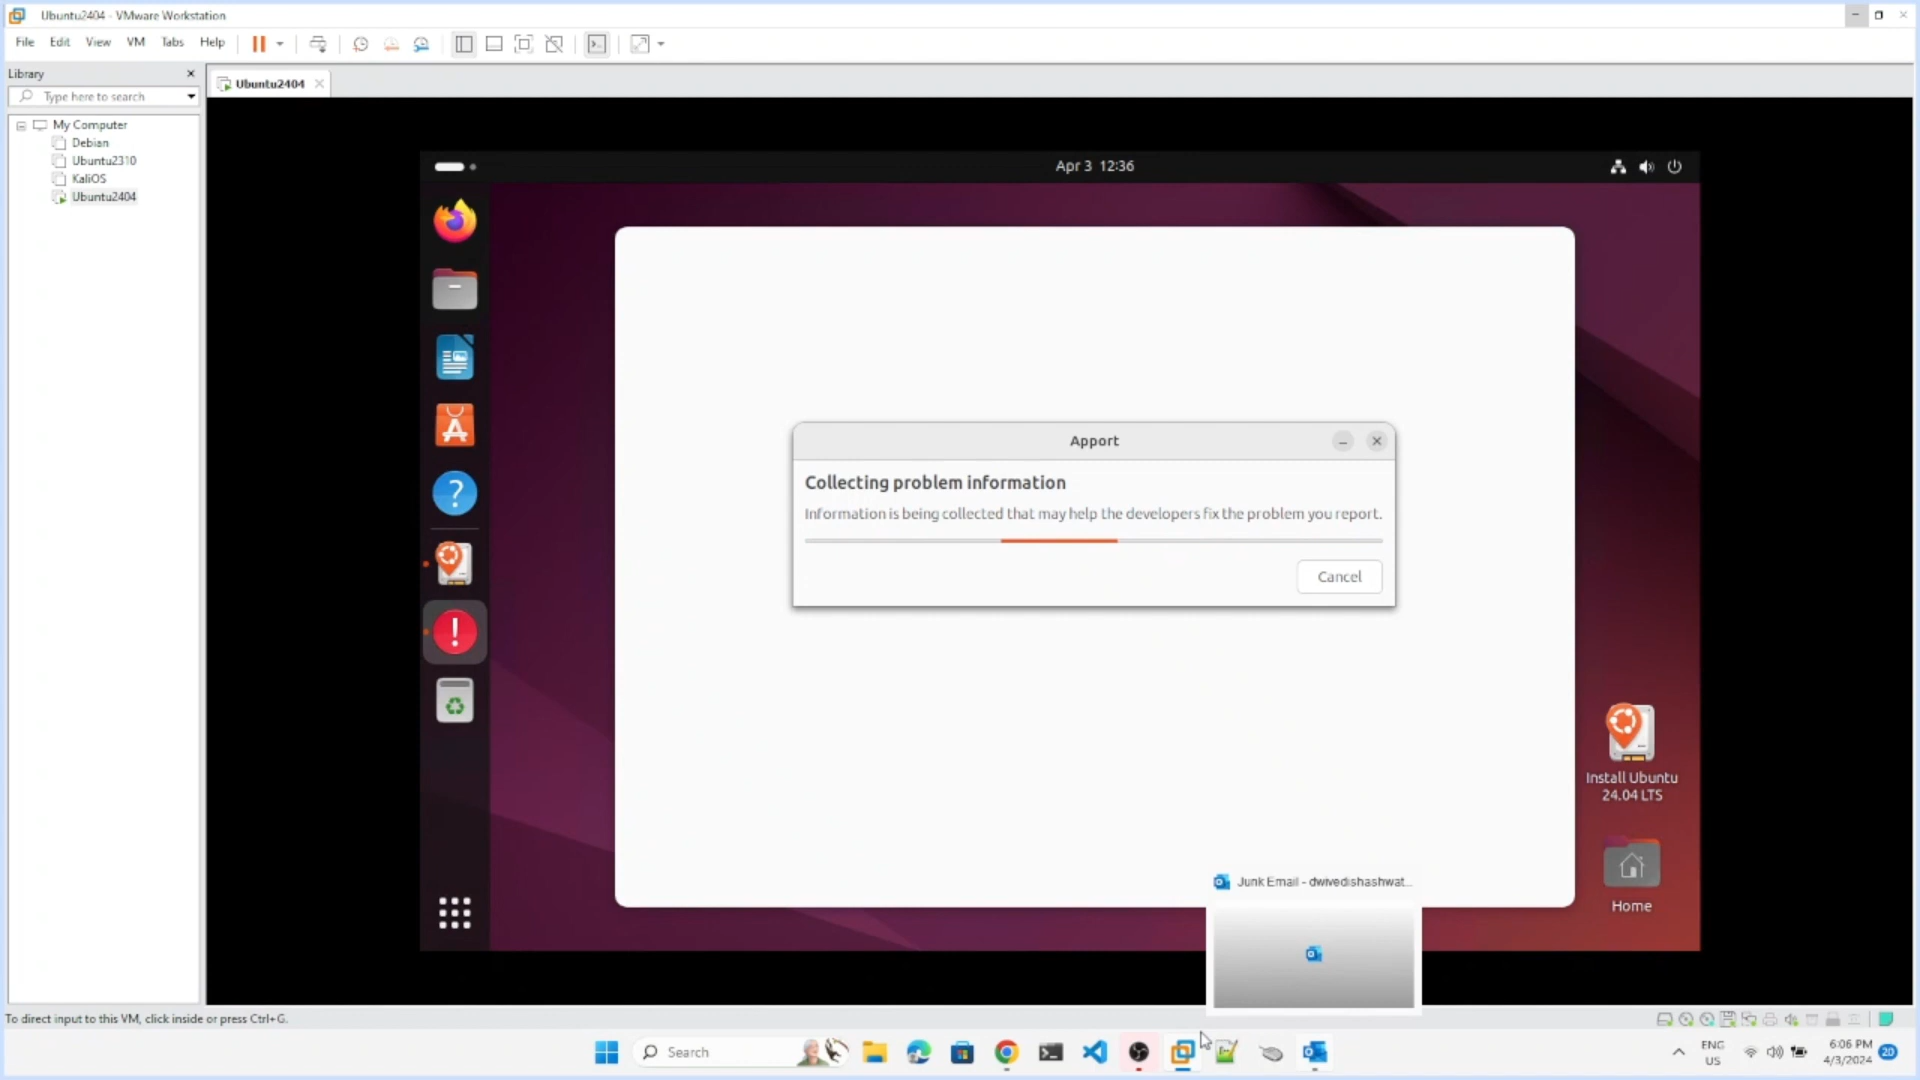 Ubuntu2404 - VMware Workstation
File Edit View VM Tabs Help
Library
Type here to search
Ubuntu2404
My Computer
Debian
Ubuntu2310
KaliOS
Ubuntu2404
Apr 3 12:36
Apport
Collecting problem information
Information is being collected that may help the developers fix the problem you report.
Cancel
Install Ubuntu
24.04 LTS
Home
Junk Email - dwivedishashwat...
To direct input to this VM, click inside or press Ctrl+G.
Search
ENG
US
6:06 PM
4/3/2024
20